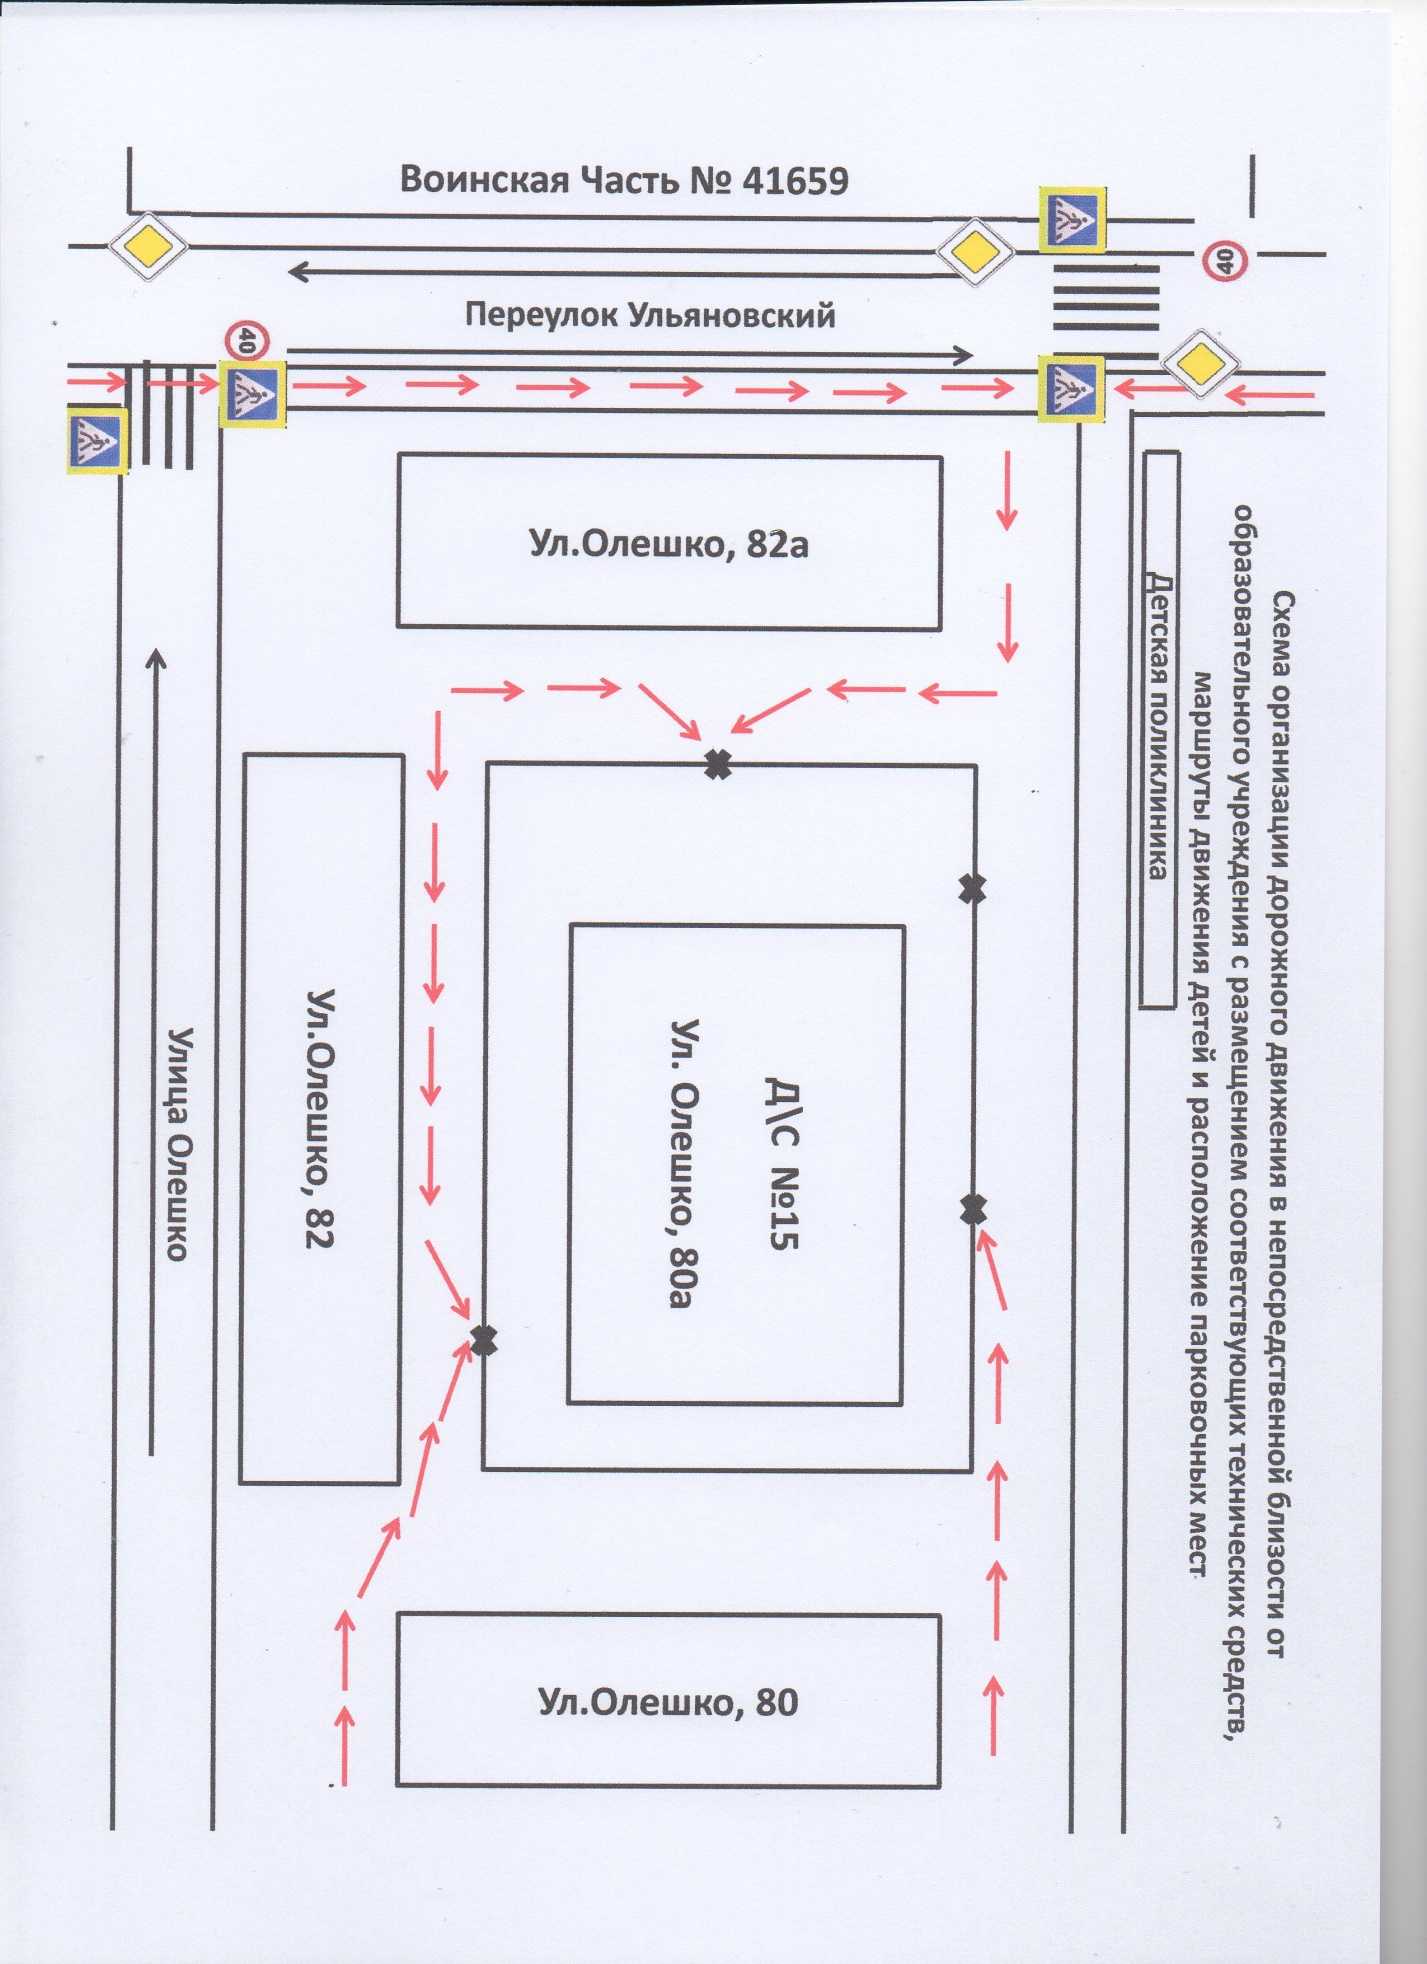 Схема организации дорожного движения в непосредственной близости от
образовательного учреждения с размещением соответствующих технических средств,
маршруты движения детей и расположение парковочных мест
Воинская Часть № 41659
40
Переулок Ульяновский
40
Детская поликлиника
Ул.Олешко, 82а
Д\С №15
Ул. Олешко, 80а
Ул.Олешко, 82
Улица Олешко
Ул.Олешко, 80